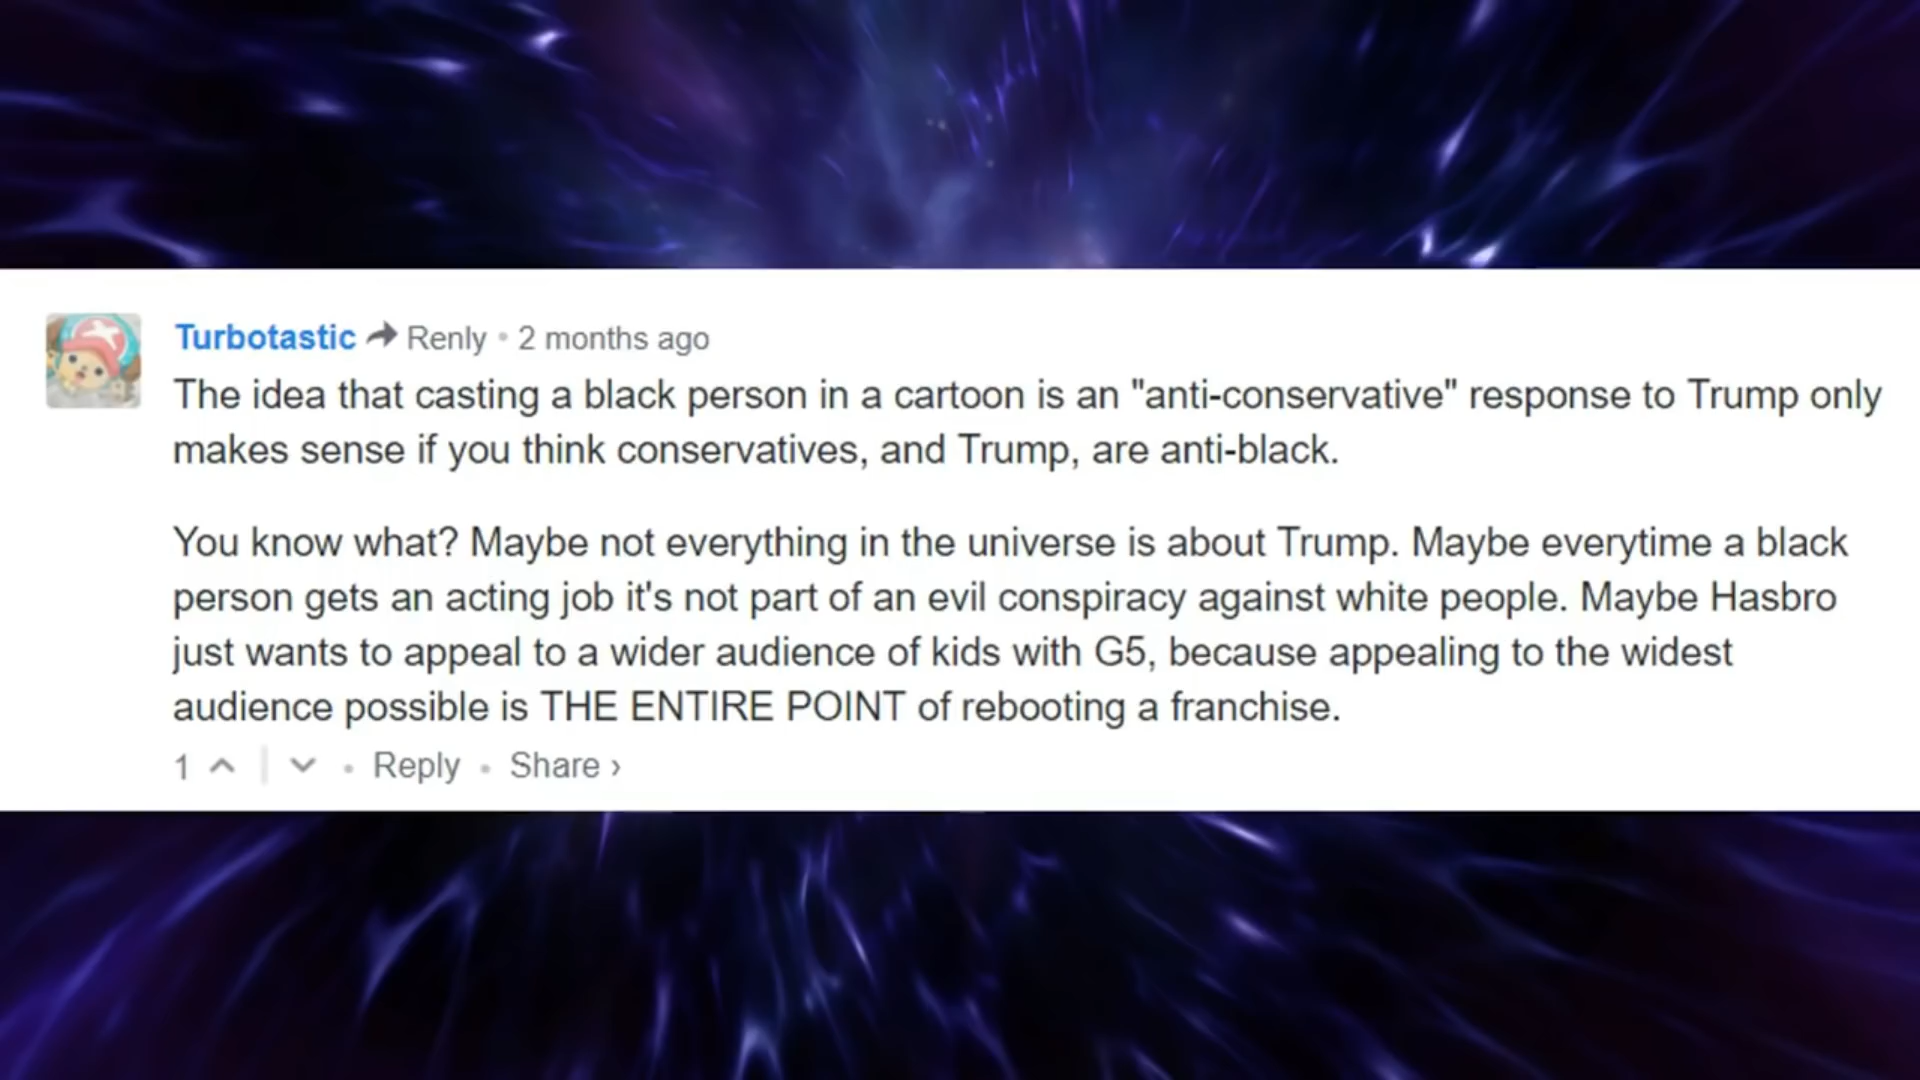 Turbotastic Renly • 2 months ago
The idea that casting a black person in a cartoon is an "anti-conservative" response to Trump only
makes sense if you think conservatives, and Trump, are anti-black.
You know what? Maybe not everything in the universe is about Trump. Maybe everytime a black
person gets an acting job it's not part of an evil conspiracy against white people. Maybe Hasbro
just wants to appeal to a wider audience of kids with G5, because appealing to the widest
audience possible is THE ENTIRE POINT of rebooting a franchise.
1 • Reply • Share ›